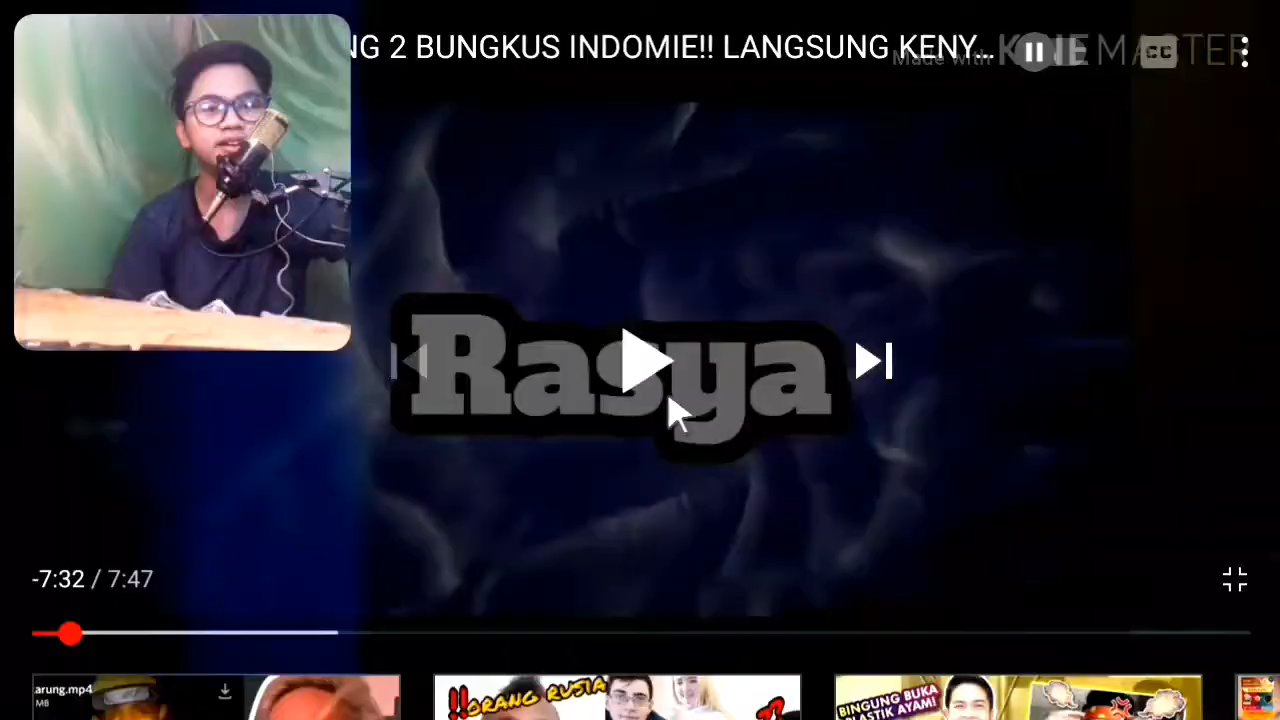 NG 2 BUNGKUS INDOMIE!! LANGSUNG KENY...
Made with KINEMASTER
CC
Rasya
-7:32 / 7:47
arung.mp4
MB
!!ORANG RUSIA
??
BINGUNG BUKA
PLASTIK AYAM!